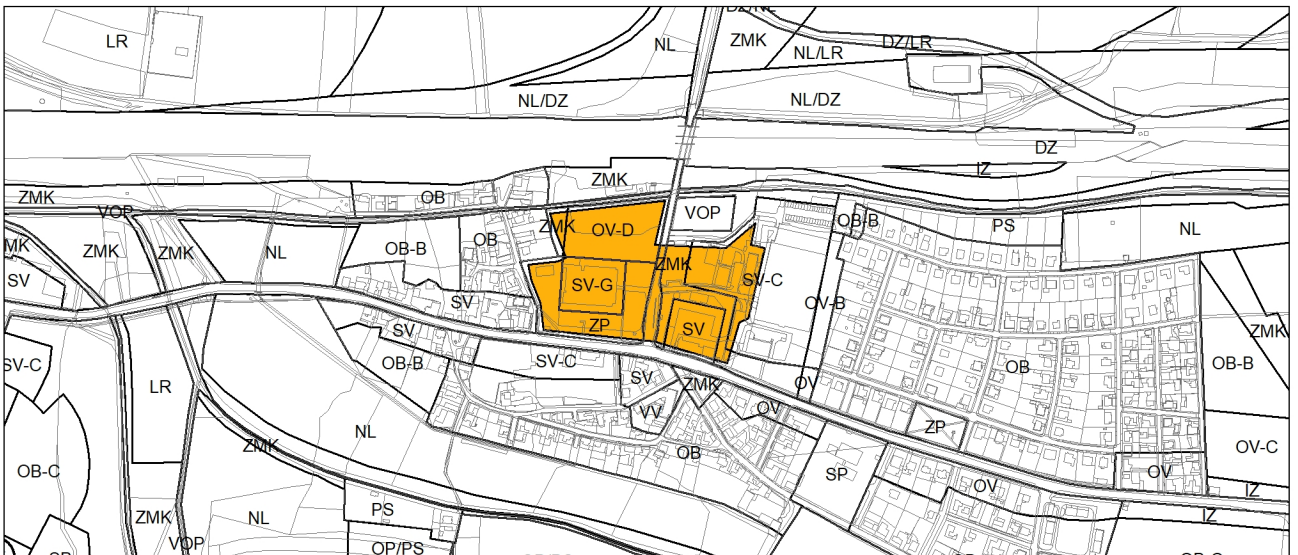 DZ/NL
LR
NL
ZMK
DZ/LR
NL/LR
NL/DZ
NL/DZ
DZ
IZ
ZMK
ZMK
OB
VOP
VOP
ZMK
OV-D
OB-B
PS
NL
MK
ZMK
ZMK
NL
OB-B
OB
ZMK
SV-C
SV
SV-G
SV
OV-B
ZP
SV
ZMK
SV
SV-C
OB-B
SV-C
SV
ZMK
OV
OB
OB-B
LR
VV
OV
ZP
NL
ZMK
OB
OV-C
OB-C
SP
OV
OV
IZ
PS
ZMK
NL
IZ
VOP
OP/PS